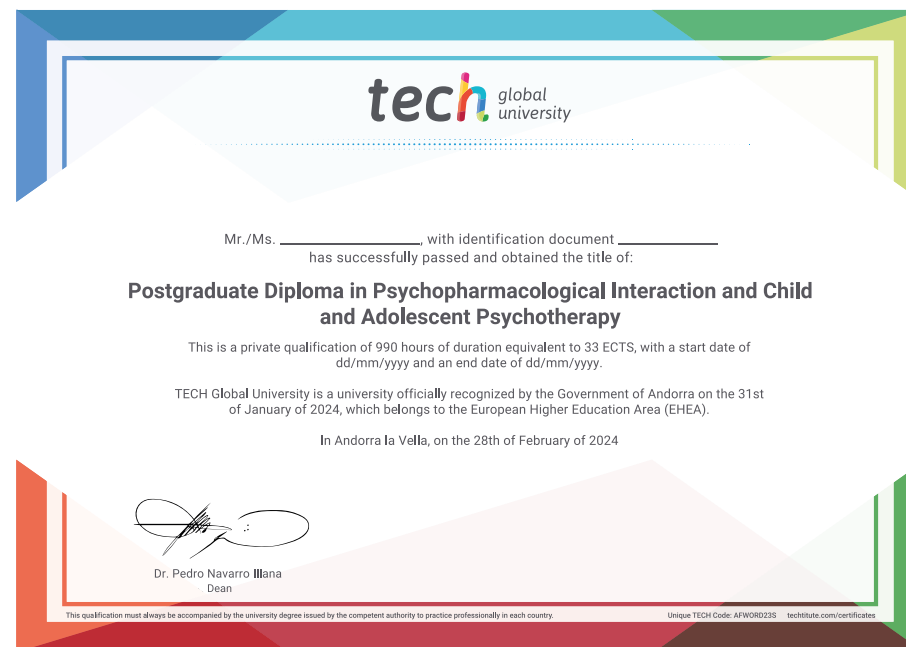 tech global university
Mr./Ms. ____________, with identification document ____________
has successfully passed and obtained the title of:
Postgraduate Diploma in Psychopharmacological Interaction and Child
and Adolescent Psychotherapy
This is a private qualification of 990 hours of duration equivalent to 33 ECTS, with a start date of
dd/mm/yyyy and an end date of dd/mm/yyyy.
TECH Global University is a university officially recognized by the Government of Andorra on the 31st
of January of 2024, which belongs to the European Higher Education Area (EHEA).
In Andorra la Vella, on the 28th of February of 2024
Dr. Pedro Navarro Illana
Dean
This qualification must always be accompanied by the university degree issued by the competent authority to practice professionally in each country.
Unique TECH Code: AFWORD23S techtitute.com/certificates